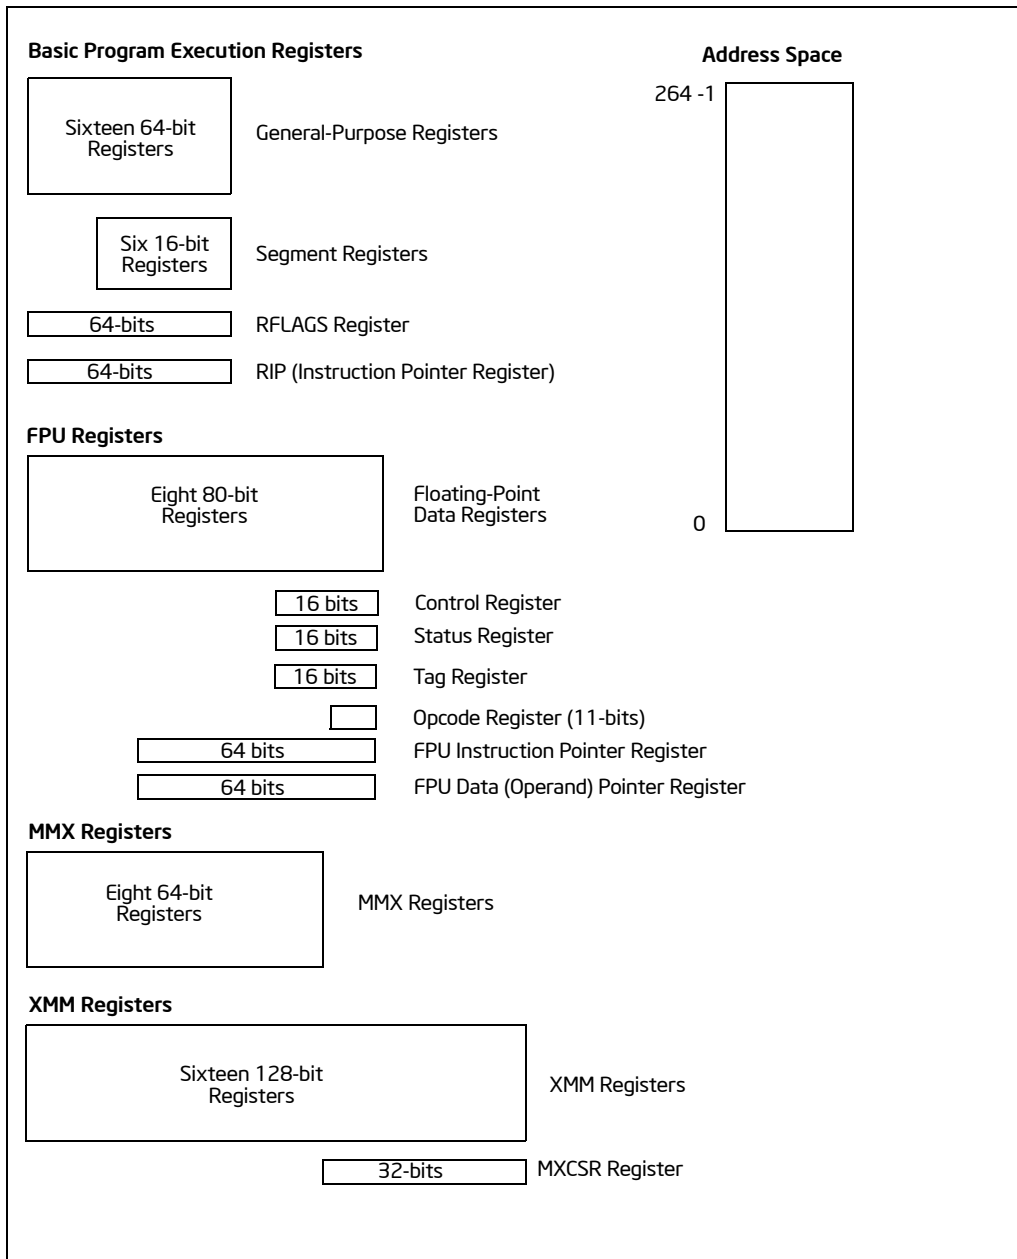 Basic Program Execution Registers
Address Space
264 -1
Sixteen 64-bit
Registers
General-Purpose Registers
Six 16-bit
Registers
Segment Registers
64-bits
RFLAGS Register
64-bits
RIP (Instruction Pointer Register)
FPU Registers
Eight 80-bit
Registers
Floating-Point
Data Registers
0
16 bits
Control Register
16 bits
Status Register
16 bits
Tag Register
Opcode Register (11-bits)
64 bits
FPU Instruction Pointer Register
64 bits
FPU Data (Operand) Pointer Register
MMX Registers
Eight 64-bit
Registers
MMX Registers
XMM Registers
Sixteen 128-bit
Registers
XMM Registers
32-bits
MXCSR Register